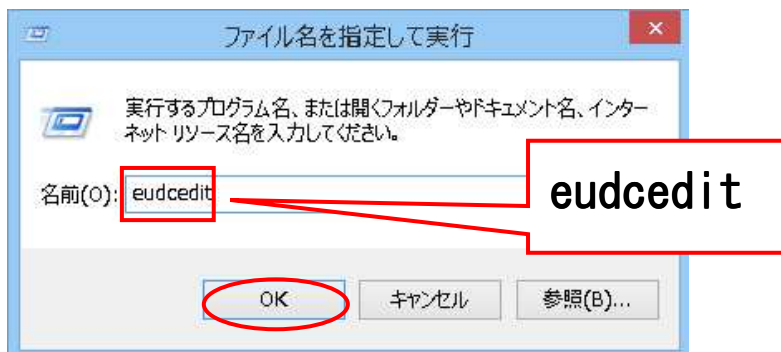 ファイル名を指定して実行
実行するプログラム名、または開くフォルダーやドキュメント名、インター
ネット リソース名を入力してください。
名前(O): eudcedit
eudcedit
OK キャンセル 参照(B)...